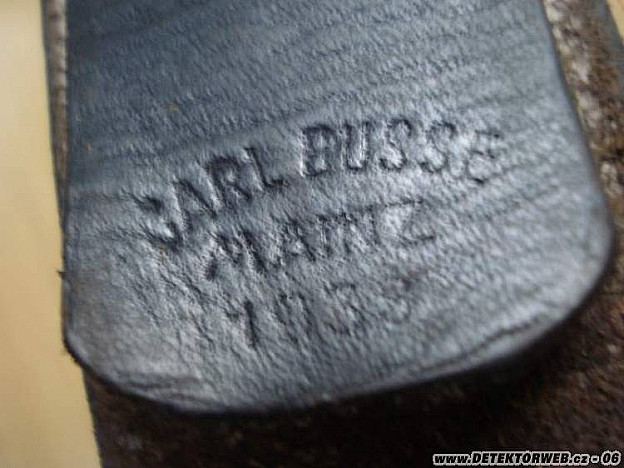 CARL BUSSE
MAINZ
www.DETEKTORWEB.cz - 06